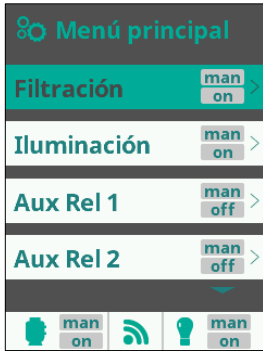 Menú principal
Filtración man
on
Iluminación man
on
Aux Rel 1 man
off
Aux Rel 2 man
off
man man
on on